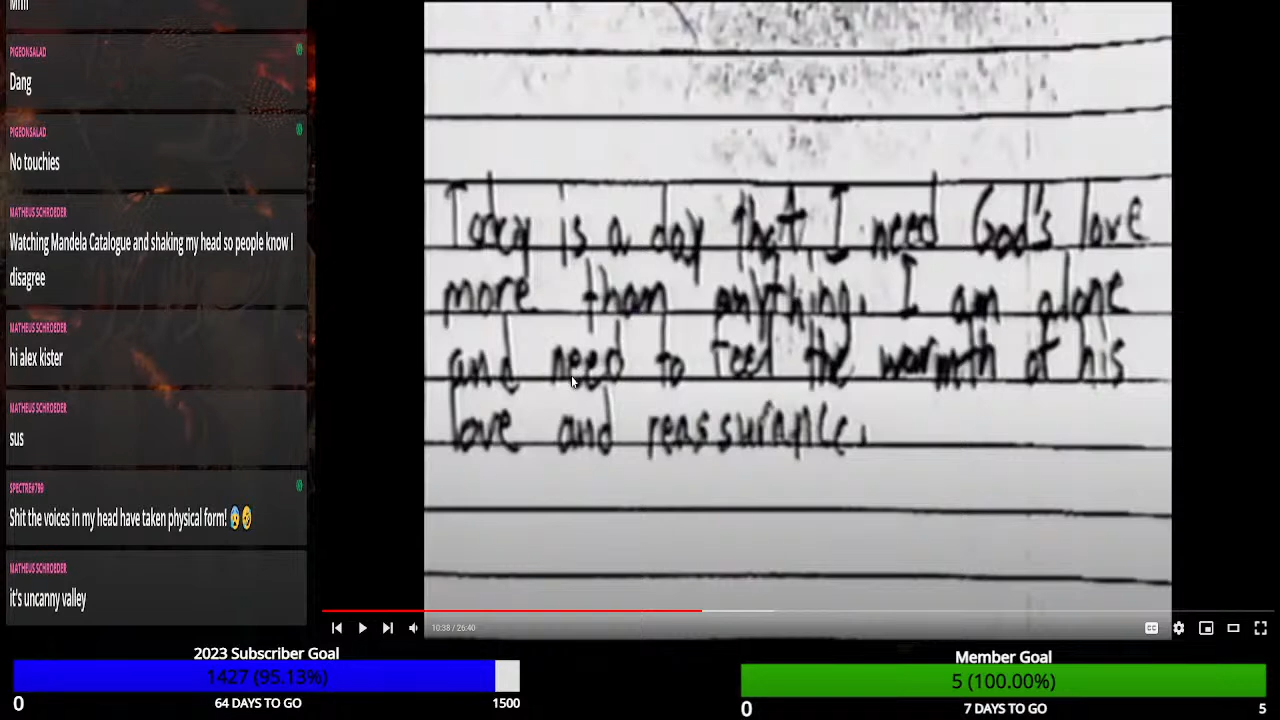 Mnn
PIGEONSALAD
Dang
PIGEONSALAD
No touchies
MATHEUS SCHROEDER
Watching Mandela Catalogue and shaking my head so people know I
disagree
MATHEUS SCHROEDER
hi alex kister
MATHEUS SCHROEDER
sus
SPECTRE#799
Shit the voices in my head have taken physical form! 😰🤣
MATHEUS SCHROEDER
it's uncanny valley
Today is a day that I need God's love
more than anything. I am alone
and need to feel the warmth of his
love and reassurance.
10:38 / 26:40
CC
2023 Subscriber Goal
1427 (95.13%)
0 64 DAYS TO GO 1500
Member Goal
5 (100.00%)
0 7 DAYS TO GO 5